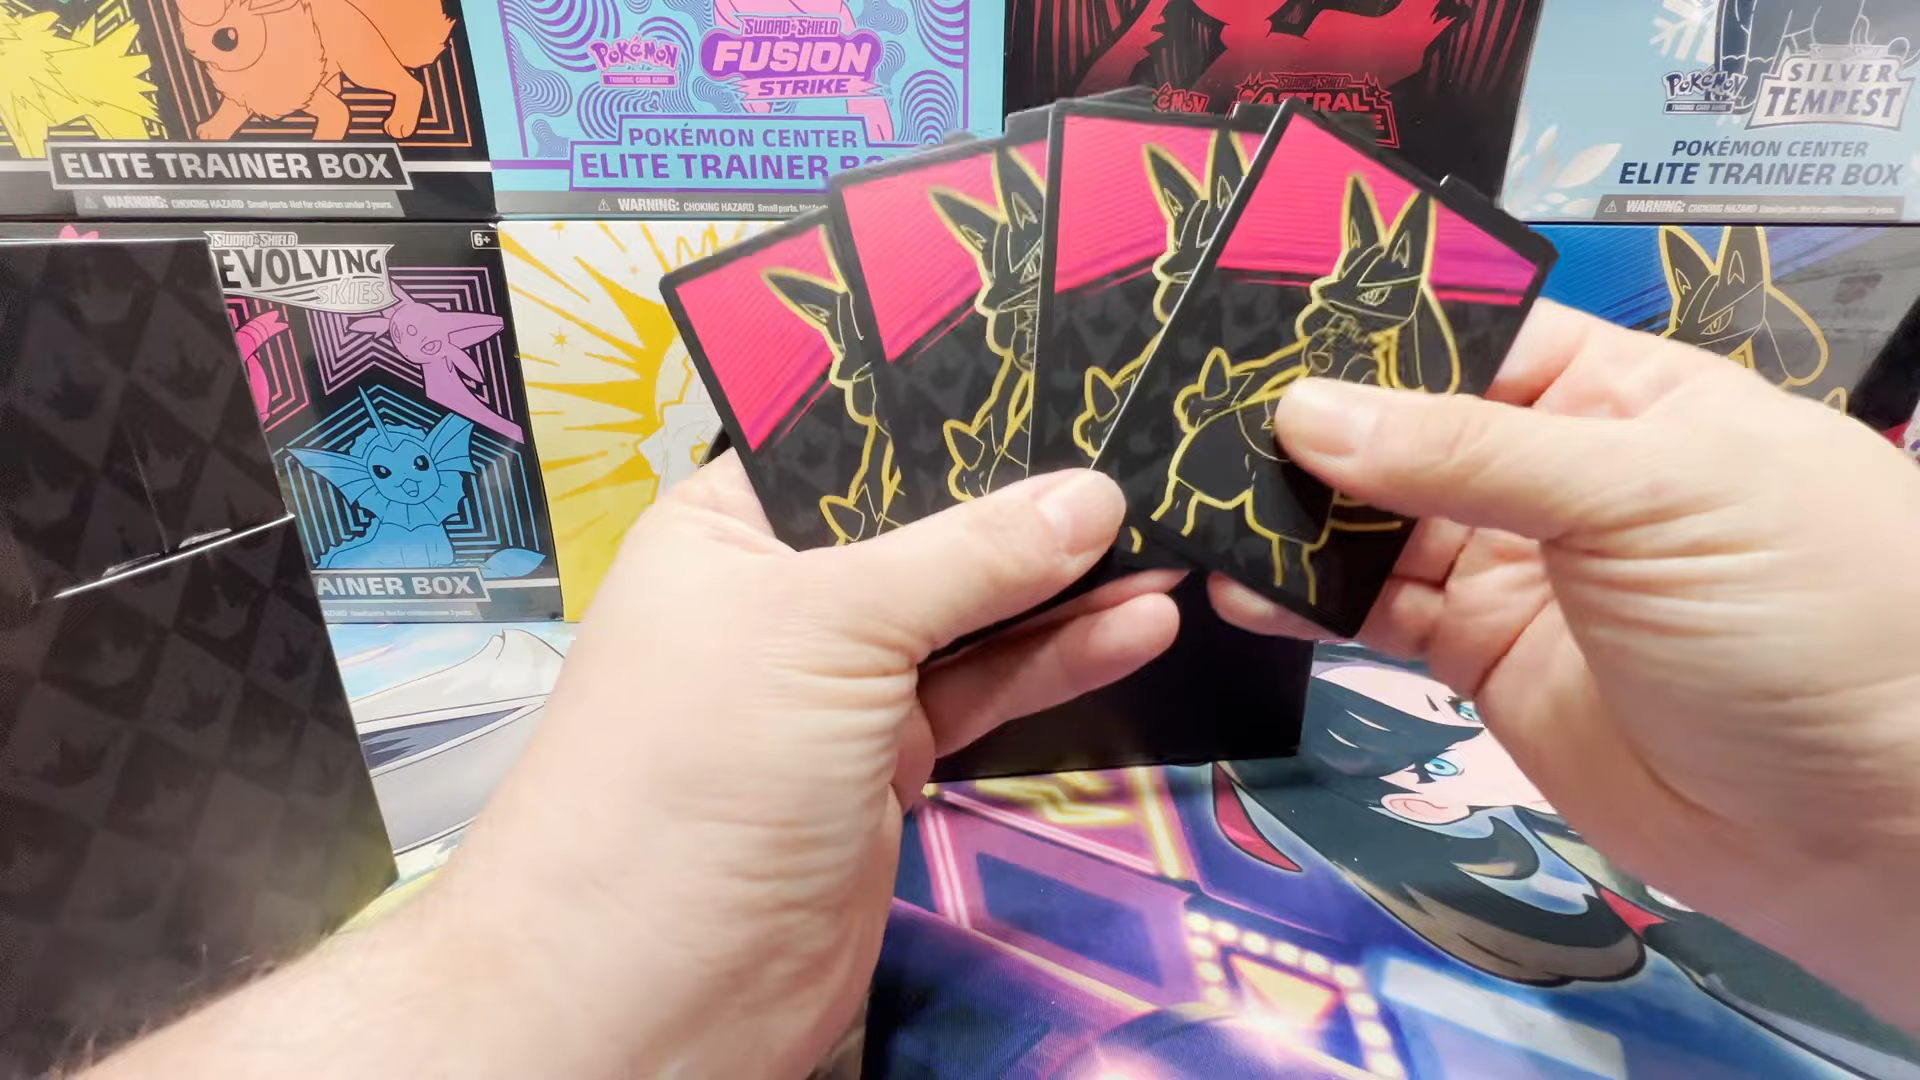 ELITE TRAINER BOX
WARNING: CHOKING HAZARD Small parts. Not for children under 3 years.
Pokémon
TRADING CARD GAME
SWORD & SHIELD
FUSION
STRIKE
POKÉMON CENTER
ELITE TRAINER BO
WARNING: CHOKING HAZARD Small parts. Not
SWORD & SHIELD
ASTRAL
Pokémon
TRADING CARD GAME
SILVER
TEMPEST
POKÉMON CENTER
ELITE TRAINER BOX
WARNING: CHOKING HAZARD Small parts. Not for children under 3 years.
SWORD & SHIELD
EVOLVING
SKIES
6+
AINER BOX